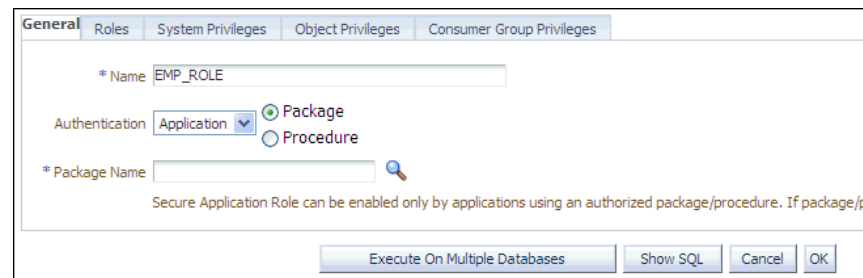 General Roles System Privileges Object Privileges Consumer Group Privileges
* Name EMP_ROLE
Authentication Application Package
Procedure
* Package Name
Secure Application Role can be enabled only by applications using an authorized package/procedure. If package/p
Execute On Multiple Databases Show SQL Cancel OK